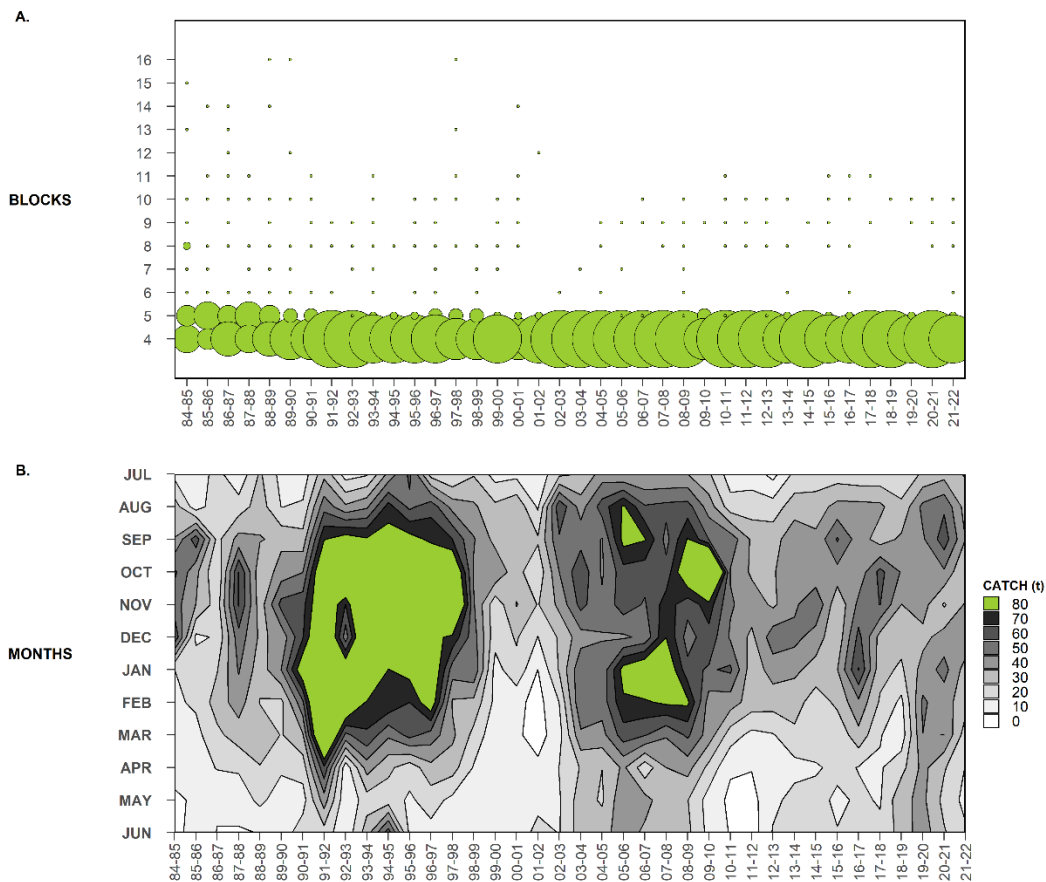 A.
16
15
14
13
12
11
10
9
8
7
6
5
4
BLOCKS
84-85 85-86 86-87 87-88 88-89 89-90 90-91 91-92 92-93 93-94 94-95 95-96 96-97 97-98 98-99 99-00 00-01 01-02 02-03 03-04 04-05 05-06 06-07 07-08 08-09 09-10 10-11 11-12 12-13 13-14 14-15 15-16 16-17 17-18 18-19 19-20 20-21 21-22
B.
JUL
AUG
SEP
OCT
NOV
DEC
JAN
FEB
MAR
APR
MAY
JUN
MONTHS
CATCH (t)
80
70
60
50
40
30
20
10
0
84-85 85-86 86-87 87-88 88-89 89-90 90-91 91-92 92-93 93-94 94-95 95-96 96-97 97-98 98-99 99-00 00-01 01-02 02-03 03-04 04-05 05-06 06-07 07-08 08-09 09-10 10-11 11-12 12-13 13-14 14-15 15-16 16-17 17-18 18-19 19-20 20-21 21-22